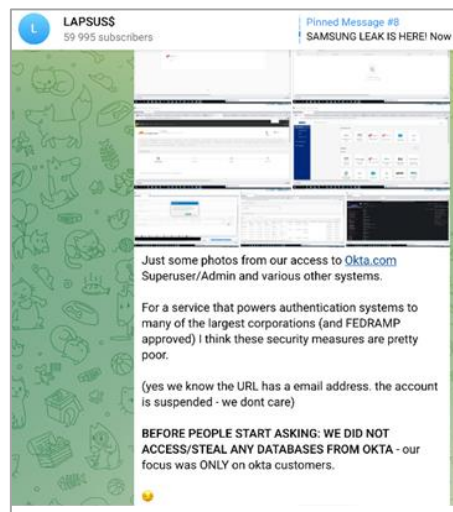 LAPSUS$
59 995 subscribers
Pinned Message #8
SAMSUNG LEAK IS HERE! Now
Just some photos from our access to Okta.com
Superuser/Admin and various other systems.
For a service that powers authentication systems to
many of the largest corporations (and FEDRAMP
approved) I think these security measures are pretty
poor.
(yes we know the URL has a email address. the account
is suspended - we dont care)
BEFORE PEOPLE START ASKING: WE DID NOT
ACCESS/STEAL ANY DATABASES FROM OKTA - our
focus was ONLY on okta customers.